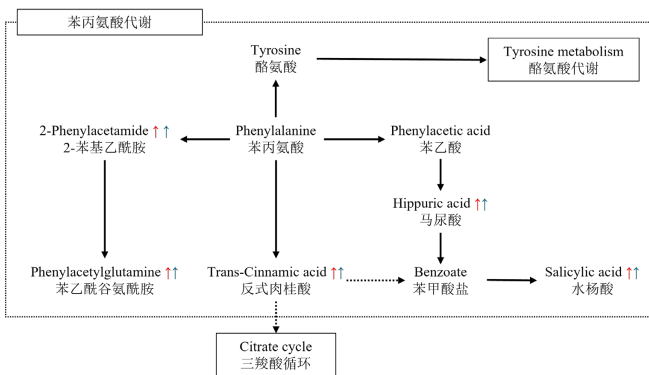 苯丙氨酸代谢
Tyrosine
酪氨酸
Tyrosine metabolism
酪氨酸代谢
2-Phenylacetamide ↑↑
2-苯基乙酰胺
Phenylalanine
苯丙氨酸
Phenylacetic acid
苯乙酸
Hippuric acid ↑↑
马尿酸
Phenylacetylglutamine ↑↑
苯乙酰谷氨酰胺
Trans-Cinnamic acid ↑↑
反式肉桂酸
Benzoate
苯甲酸盐
Salicylic acid ↑↑
水杨酸
Citrate cycle
三羧酸循环